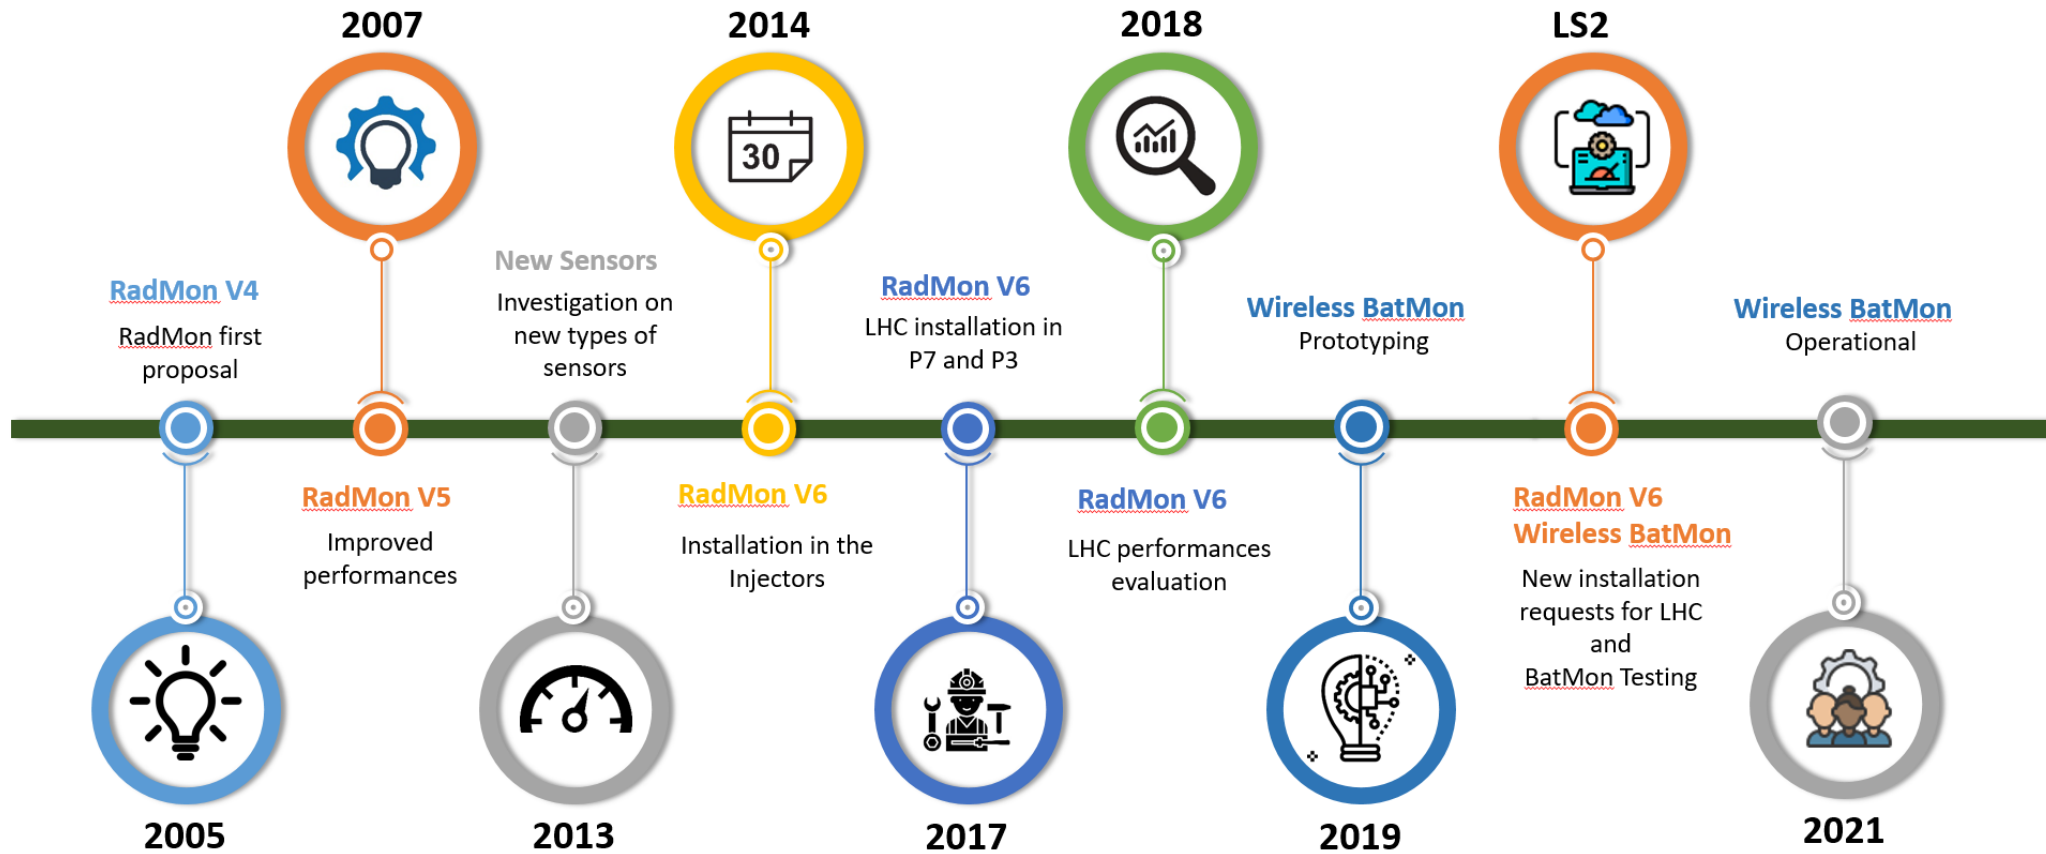 2007
2014
2018
LS2
30
RadMon V4
RadMon first
proposal
New Sensors
Investigation on
new types of
sensors
RadMon V6
LHC installation in
P7 and P3
Wireless BatMon
Prototyping
Wireless BatMon
Operational
RadMon V5
Improved
performances
RadMon V6
Installation in the
Injectors
RadMon V6
LHC performances
evaluation
RadMon V6
Wireless BatMon
New installation
requests for LHC
and
BatMon Testing
2005
2013
2017
2019
2021